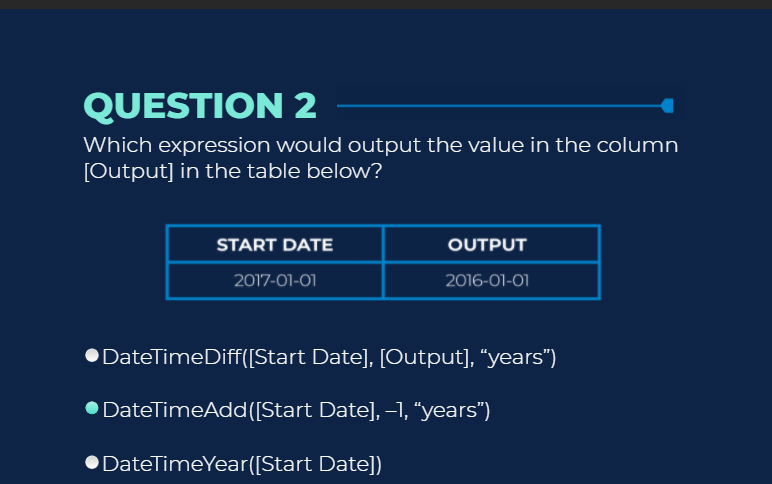 QUESTION 2
Which expression would output the value in the column
[Output] in the table below?
START DATE OUTPUT
2017-01-01 2016-01-01
DateTimeDiff([Start Date], [Output], “years”)
DateTimeAdd([Start Date], –1, “years”)
DateTimeYear([Start Date])